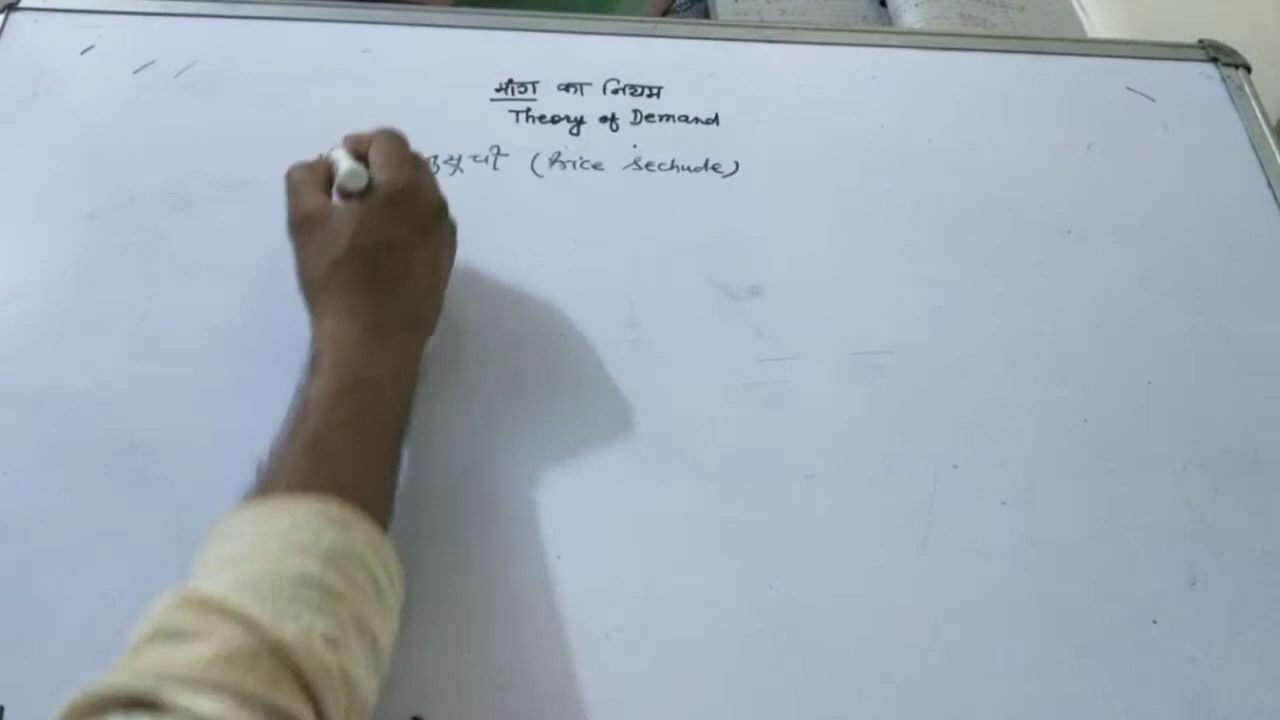 मांग का नियम
Theory of Demand
(Price Sechude)